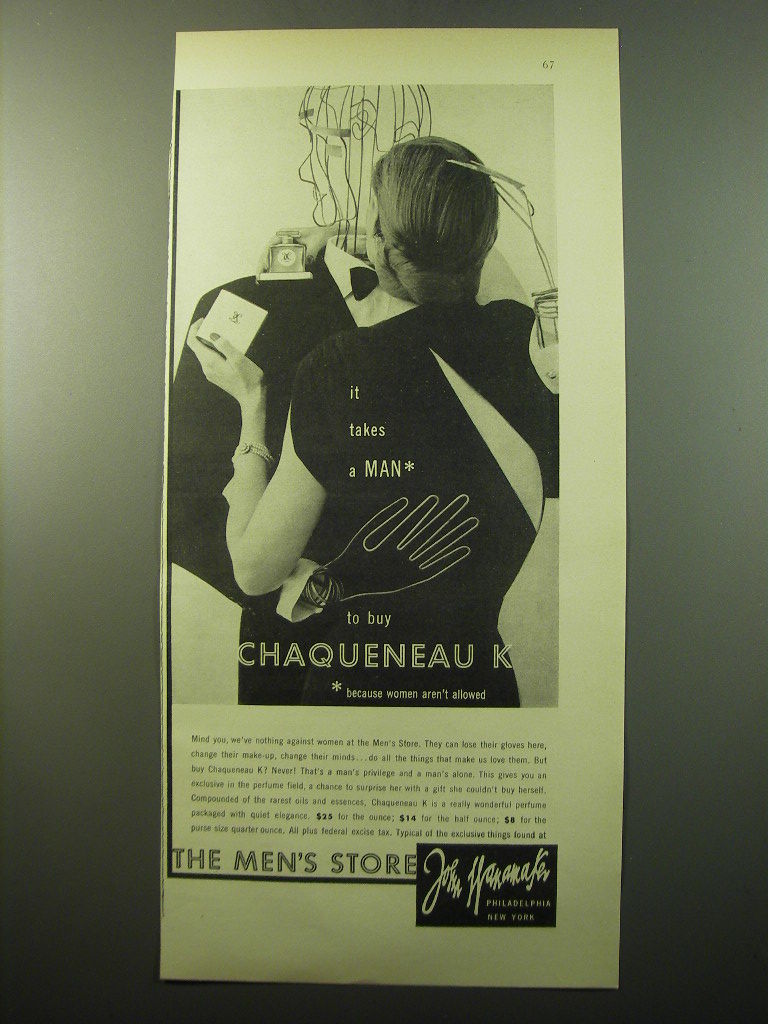 67
it
takes
a MAN*
to buy
CHAQUENEAU K
* because women aren't allowed
Mind you, we've nothing against women at the Men's Store. They can lose their gloves here,
change their make-up, change their minds...do all the things that make us love them. But
buy Chaqueneau K? Never! That's a man's privilege and a man's alone. This gives you an
exclusive in the perfume field, a chance to surprise her with a gift she couldn't buy herself.
Compounded of the rarest oils and essences, Chaqueneau K is a really wonderful perfume
packaged with quiet elegance. $25 for the ounce; $14 for the half ounce; $8 for the
purse size quarter ounce. All plus federal excise tax. Typical of the exclusive things found at
THE MEN'S STORE
John Wanamaker
PHILADELPHIA
NEW YORK